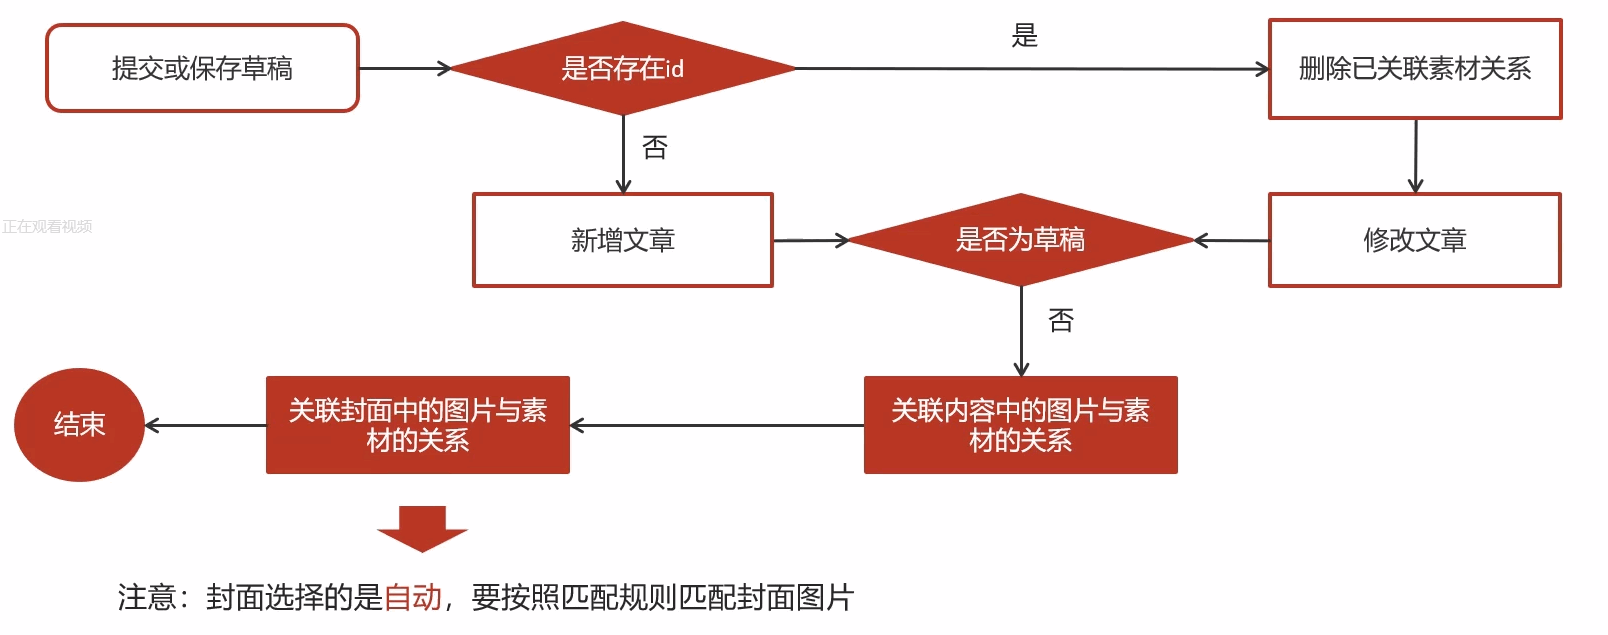 提交或保存草稿
是否存在id
是
删除已关联素材关系
否
正在观看视频
新增文章
是否为草稿
修改文章
否
结束
关联封面中的图片与素
材的关系
关联内容中的图片与素
材的关系
注意：封面选择的是自动，要按照匹配规则匹配封面图片